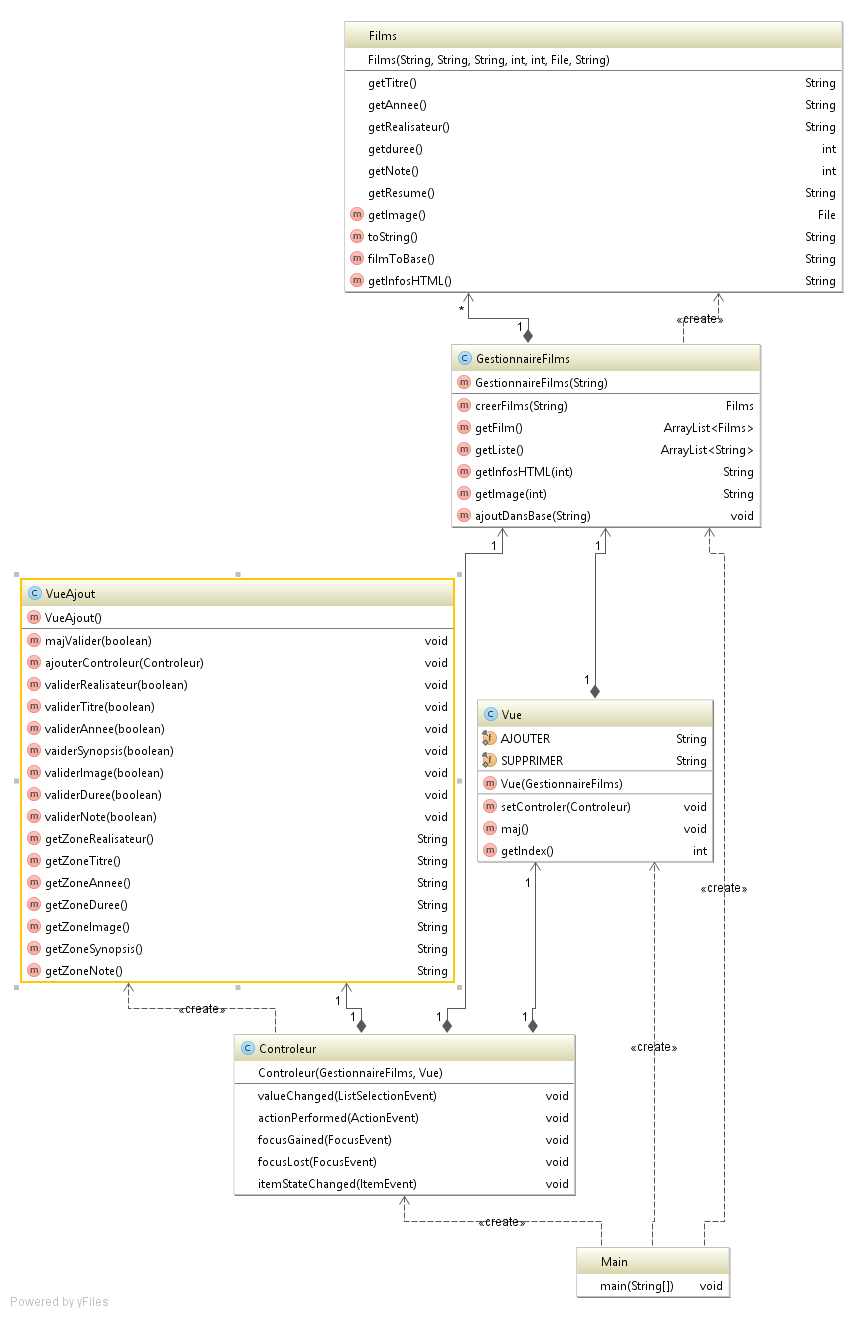 Films
Films(String, String, String, int, int, File, String)
getTitre() String
getAnnee() String
getRealisateur() String
getduree() int
getNote() int
getResume() String
m getImage() File
m toString() String
m filmToBase() String
m getInfosHTML() String
* 1 «create»
C GestionnaireFilms
m GestionnaireFilms(String)
m creerFilms(String) Films
m getFilm() ArrayList<Films>
m getListe() ArrayList<String>
m getInfosHTML(int) String
m getImage(int) String
m ajoutDansBase(String) void
1 1
C VueAjout
m VueAjout()
m majValider(boolean) void
m ajouterControleur(Controleur) void
m validerRealisateur(boolean) void
m validerTitre(boolean) void
m validerAnnee(boolean) void
m vaiderSynopsis(boolean) void
m validerImage(boolean) void
m validerDuree(boolean) void
m validerNote(boolean) void
m getZoneRealisateur() String
m getZoneTitre() String
m getZoneAnnee() String
m getZoneDuree() String
m getZoneImage() String
m getZoneSynopsis() String
m getZoneNote() String
1
C Vue
f AJOUTER String
f SUPPRIMER String
m Vue(GestionnaireFilms)
m setControler(Controleur) void
m maj() void
m getIndex() int
1 «create»
«create» 1 1 1 1
C Controleur
Controleur(GestionnaireFilms, Vue)
valueChanged(ListSelectionEvent) void
actionPerformed(ActionEvent) void
focusGained(FocusEvent) void
focusLost(FocusEvent) void
itemStateChanged(ItemEvent) void
«create»
«create»
Main
main(String[]) void
Powered by yFiles